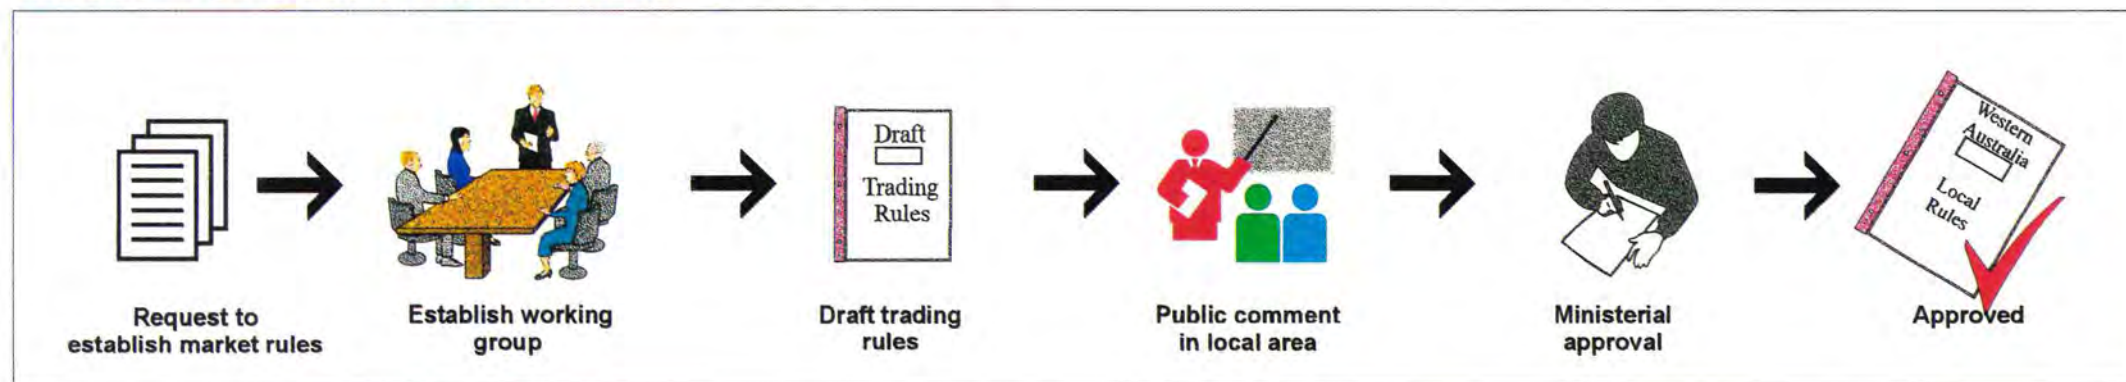 Draft
Trading
Rules
Western
Australia
Local
Rules
Request to
establish market rules
Establish working
group
Draft trading
rules
Public comment
in local area
Ministerial
approval
Approved